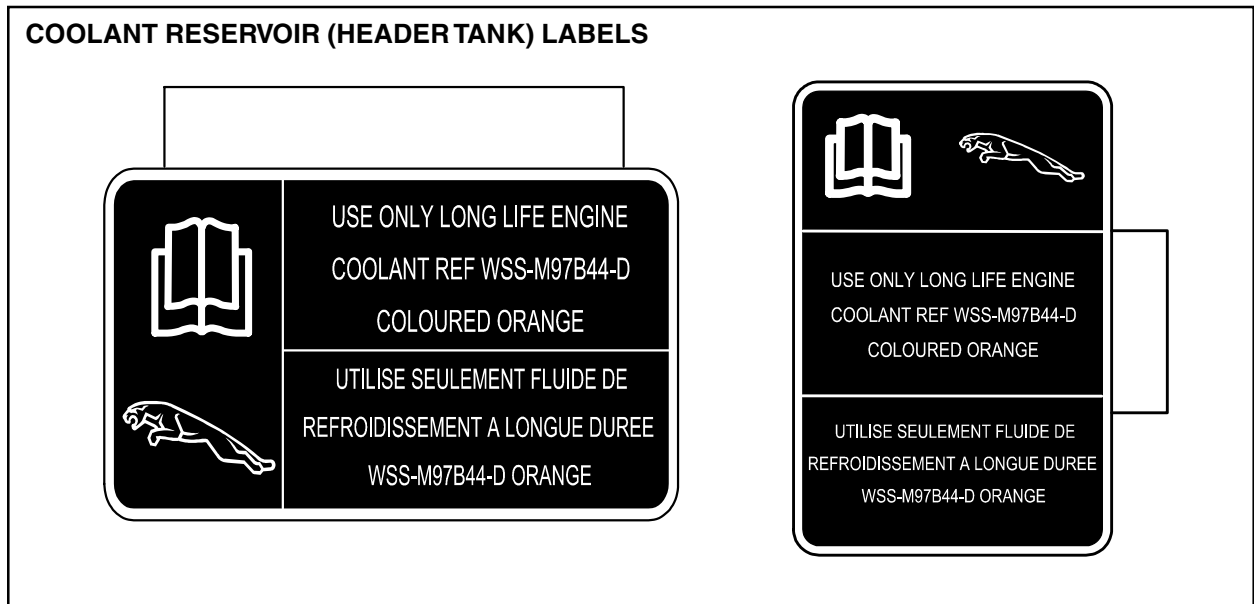 COOLANT RESERVOIR (HEADER TANK) LABELS
USE ONLY LONG LIFE ENGINE
COOLANT REF WSS-M97B44-D
COLOURED ORANGE
UTILISE SEULEMENT FLUIDE DE
REFROIDISSEMENT A LONGUE DUREE
WSS-M97B44-D ORANGE
USE ONLY LONG LIFE ENGINE
COOLANT REF WSS-M97B44-D
COLOURED ORANGE
UTILISE SEULEMENT FLUIDE DE
REFROIDISSEMENT A LONGUE DUREE
WSS-M97B44-D ORANGE